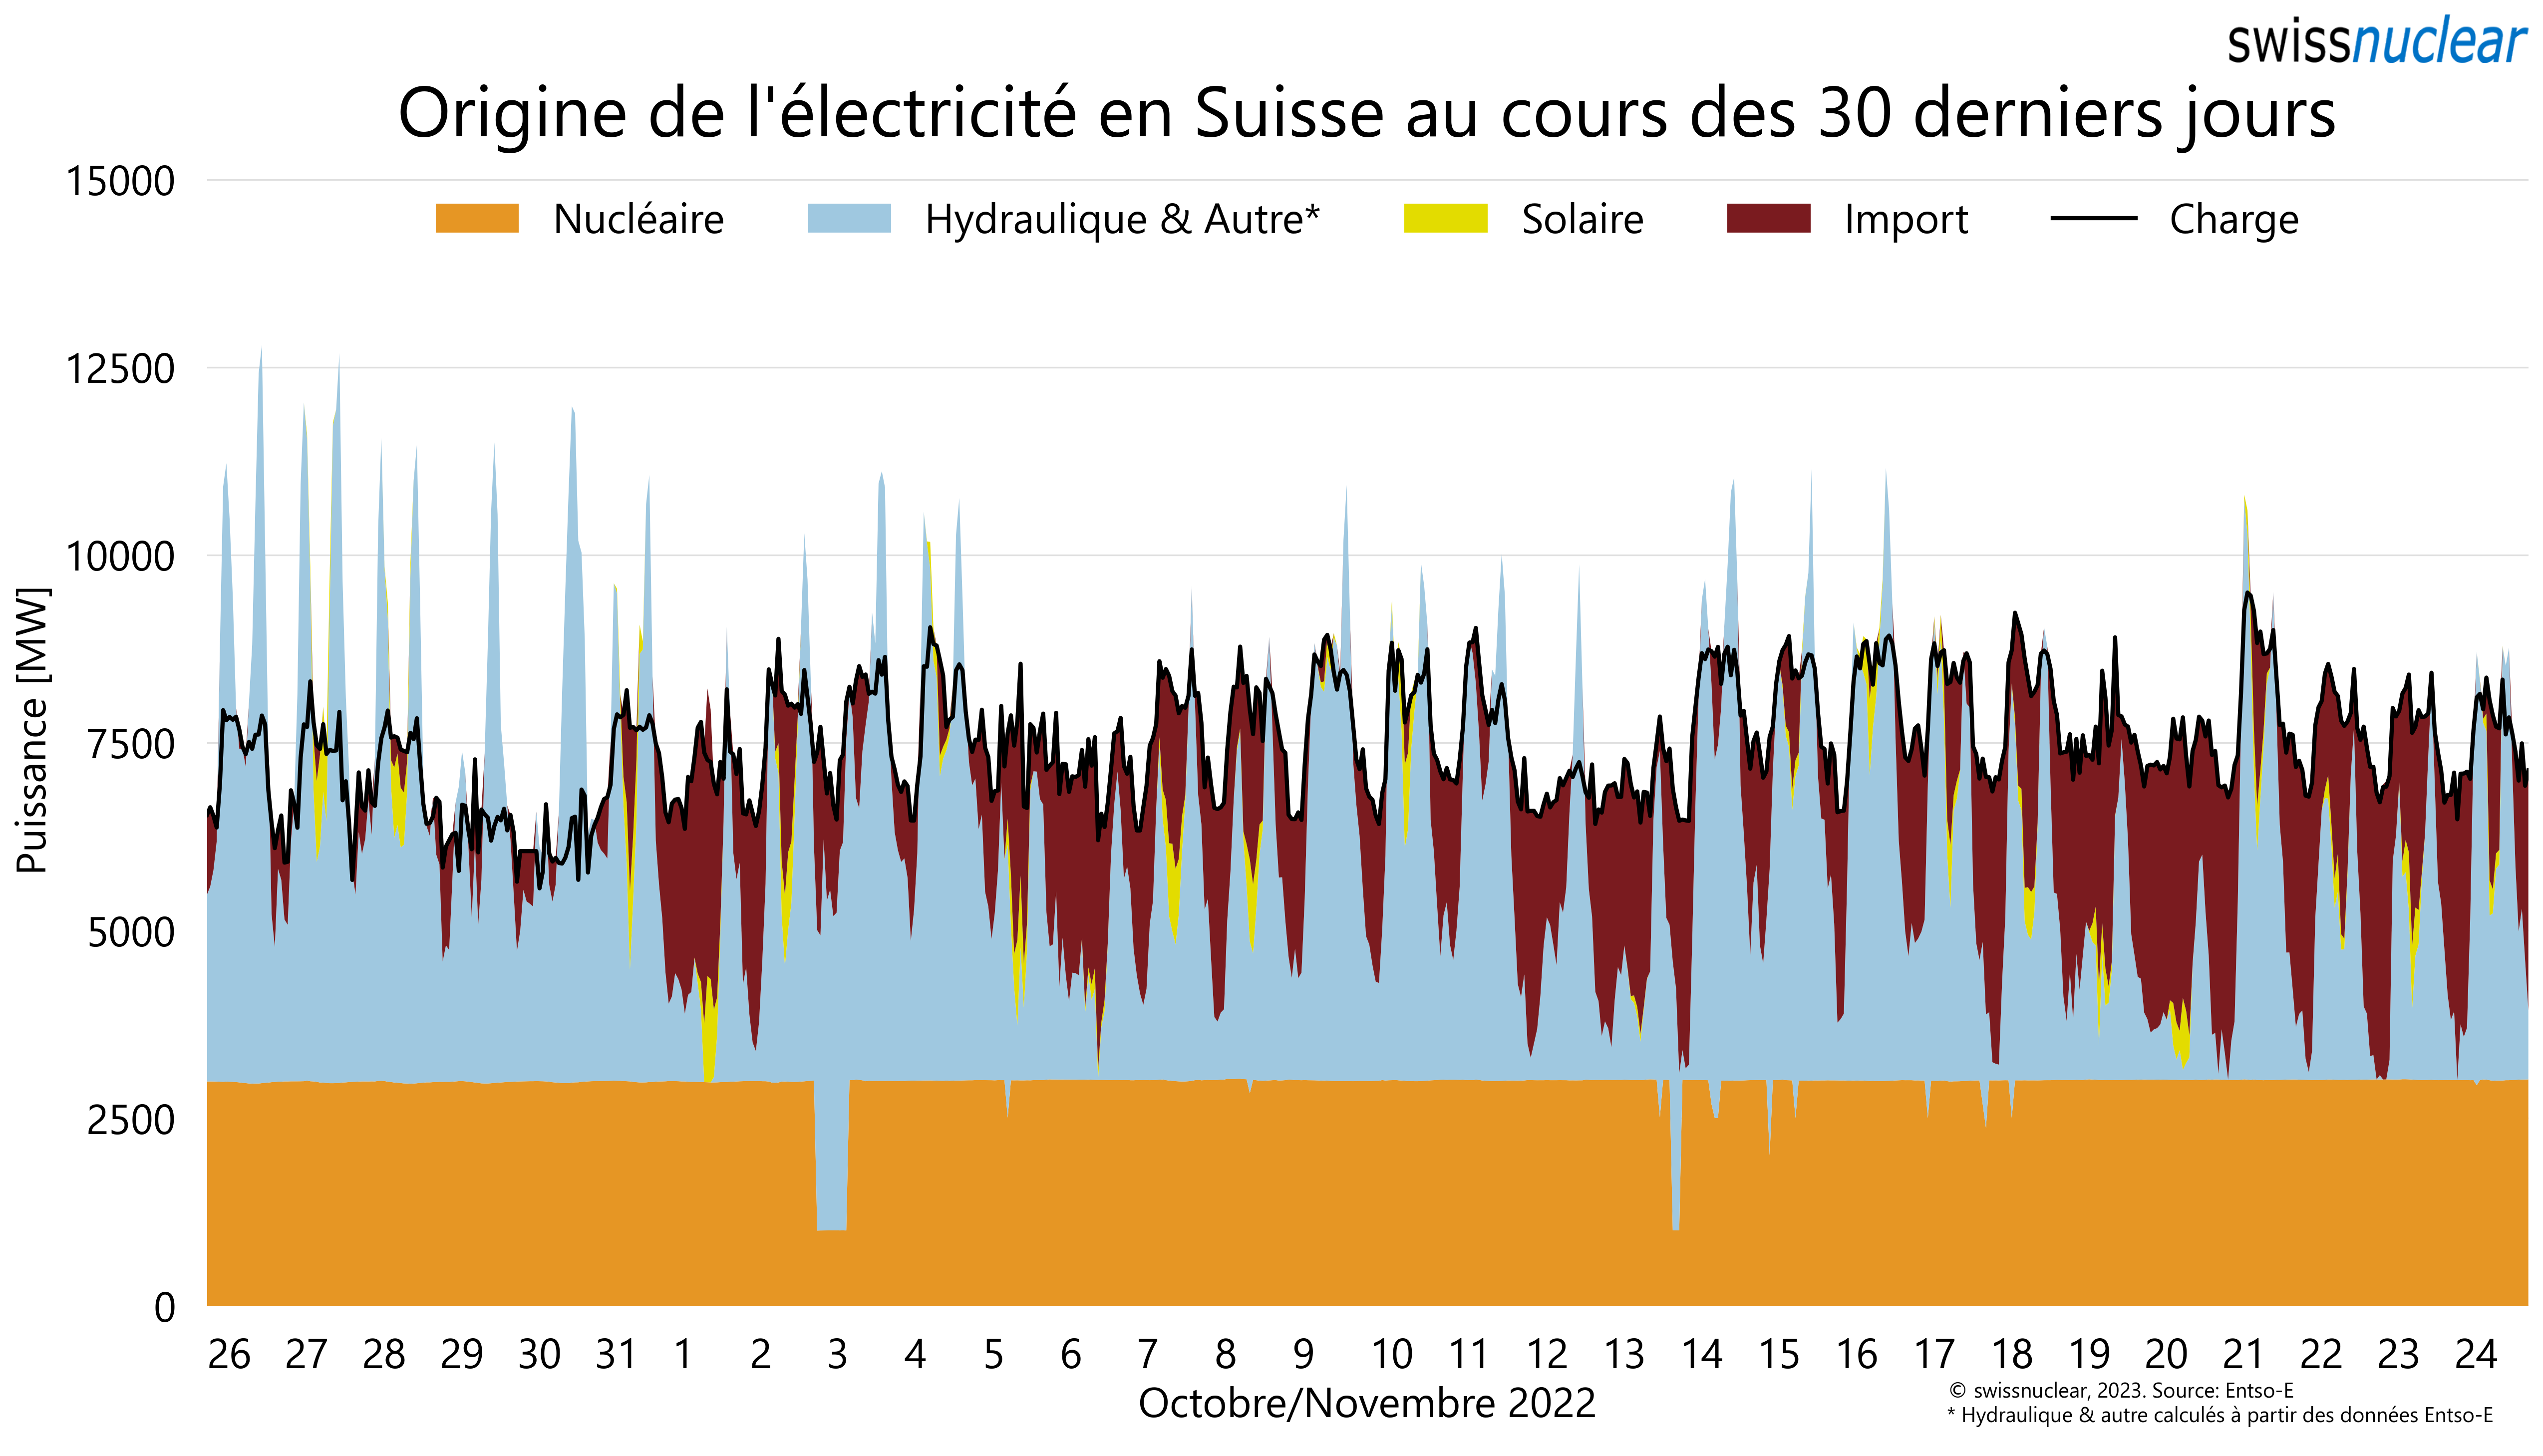 swissnuclear
Origine de l'électricité en Suisse au cours des 30 derniers jours
15000
Nucléaire Hydraulique & Autre* Solaire Import Charge
12500
10000
7500
5000
2500
0
Puissance [MW]
26 27 28 29 30 31 1 2 3 4 5 6 7 8 9 10 11 12 13 14 15 16 17 18 19 20 21 22 23 24
Octobre/Novembre 2022
© swissnuclear, 2023. Source: Entso-E
* Hydraulique & autre calculés à partir des données Entso-E